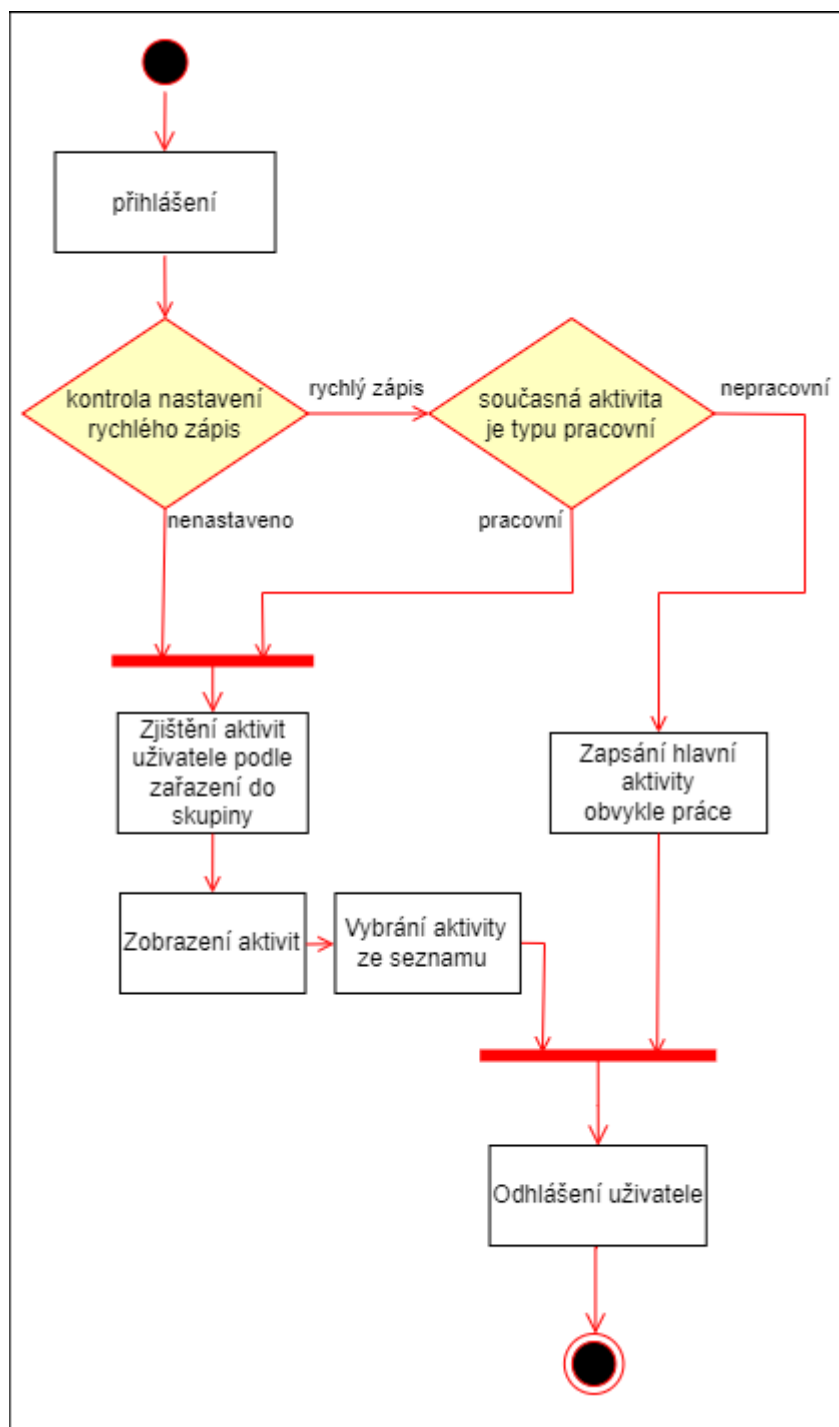 přihlášení
kontrola nastavení
rychlého zápis
rychlý zápis
současná aktivita
je typu pracovní
nepracovní
nenastaveno
pracovní
Zjištění aktivit
uživatele podle
zařazení do
skupiny
Zapsání hlavní
aktivity
obvykle práce
Zobrazení aktivit
Vybrání aktivity
ze seznamu
Odhlášení uživatele